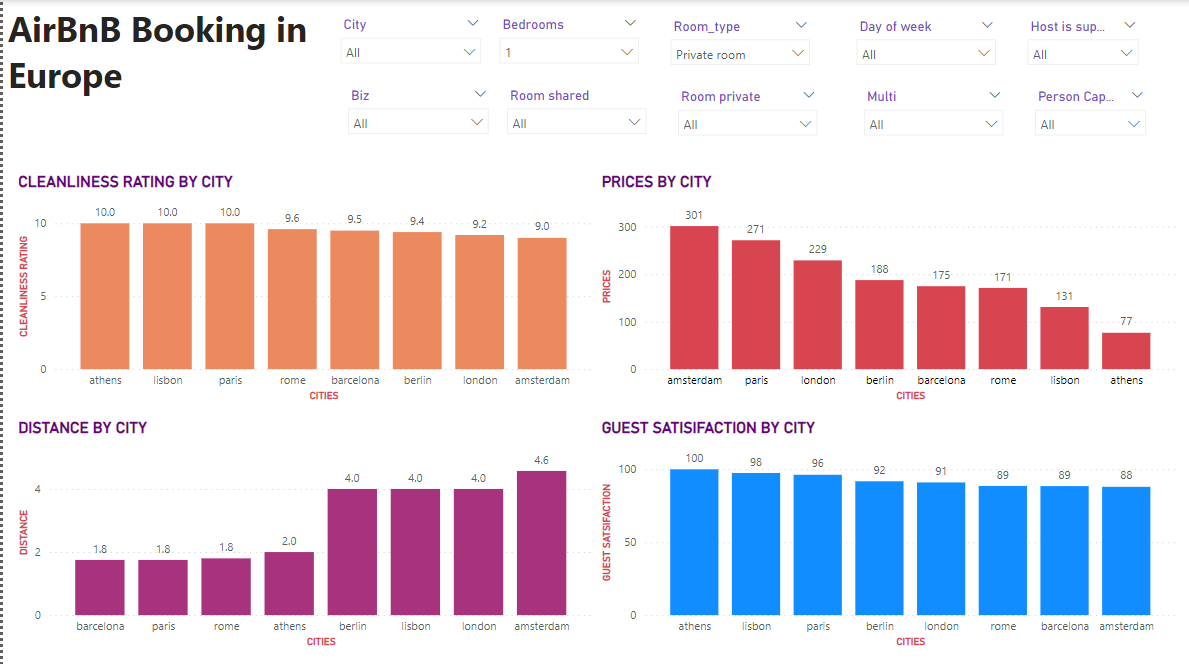 AirBnB Booking in
Europe
City
All
Bedrooms
1
Room_type
Private room
Day of week
All
Host is sup...
All
Biz
All
Room shared
All
Room private
All
Multi
All
Person Cap...
All
CLEANLINESS RATING BY CITY
CLEANLINESS RATING
10
5
0
10.0 10.0 10.0 9.6 9.5 9.4 9.2 9.0
athens lisbon paris rome barcelona berlin london amsterdam
CITIES
PRICES BY CITY
PRICES
300
200
100
0
301 271 229 188 175 171 131 77
amsterdam paris london berlin barcelona rome lisbon athens
CITIES
DISTANCE BY CITY
DISTANCE
4
2
0
1.8 1.8 1.8 2.0 4.0 4.0 4.0 4.6
barcelona paris rome athens berlin lisbon london amsterdam
CITIES
GUEST SATISIFACTION BY CITY
GUEST SATSIFACTION
100
50
0
100 98 96 92 91 89 89 88
athens lisbon paris berlin london rome barcelona amsterdam
CITIES